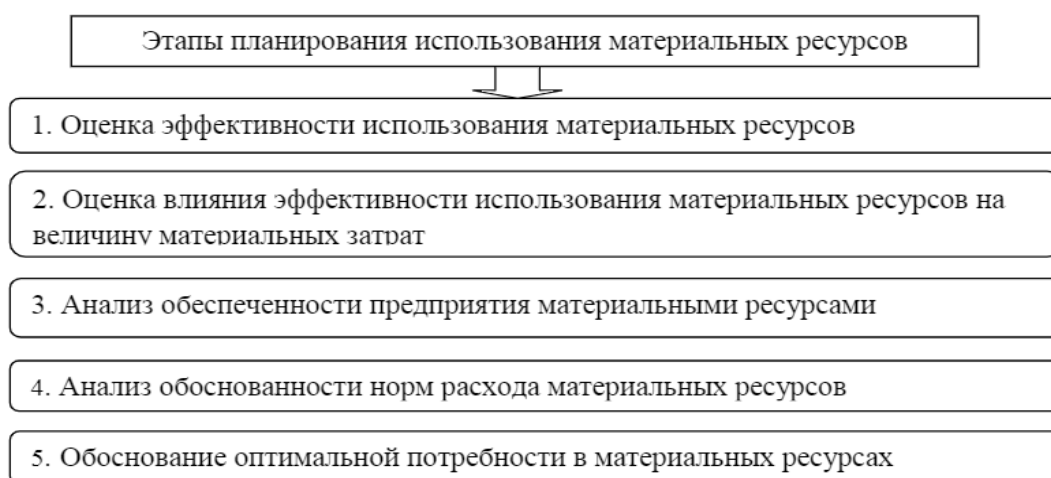 Этапы планирования использования материальных ресурсов
1. Оценка эффективности использования материальных ресурсов
2. Оценка влияния эффективности использования материальных ресурсов на
величину материальных затрат
3. Анализ обеспеченности предприятия материальными ресурсами
4. Анализ обоснованности норм расхода материальных ресурсов
5. Обоснование оптимальной потребности в материальных ресурсах